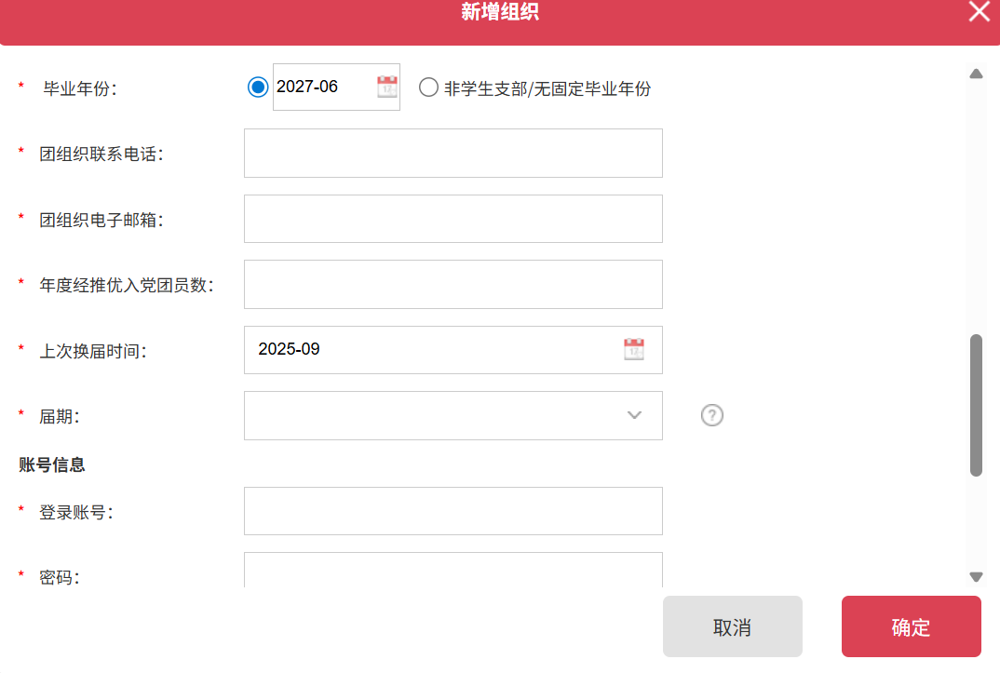 新增组织
* 毕业年份： 2027-06 非学生支部/无固定毕业年份
* 团组织联系电话：
* 团组织电子邮箱：
* 年度经推优入党团员数：
* 上次换届时间： 2025-09
* 届期： ?
账号信息
* 登录账号：
* 密码：
取消 确定